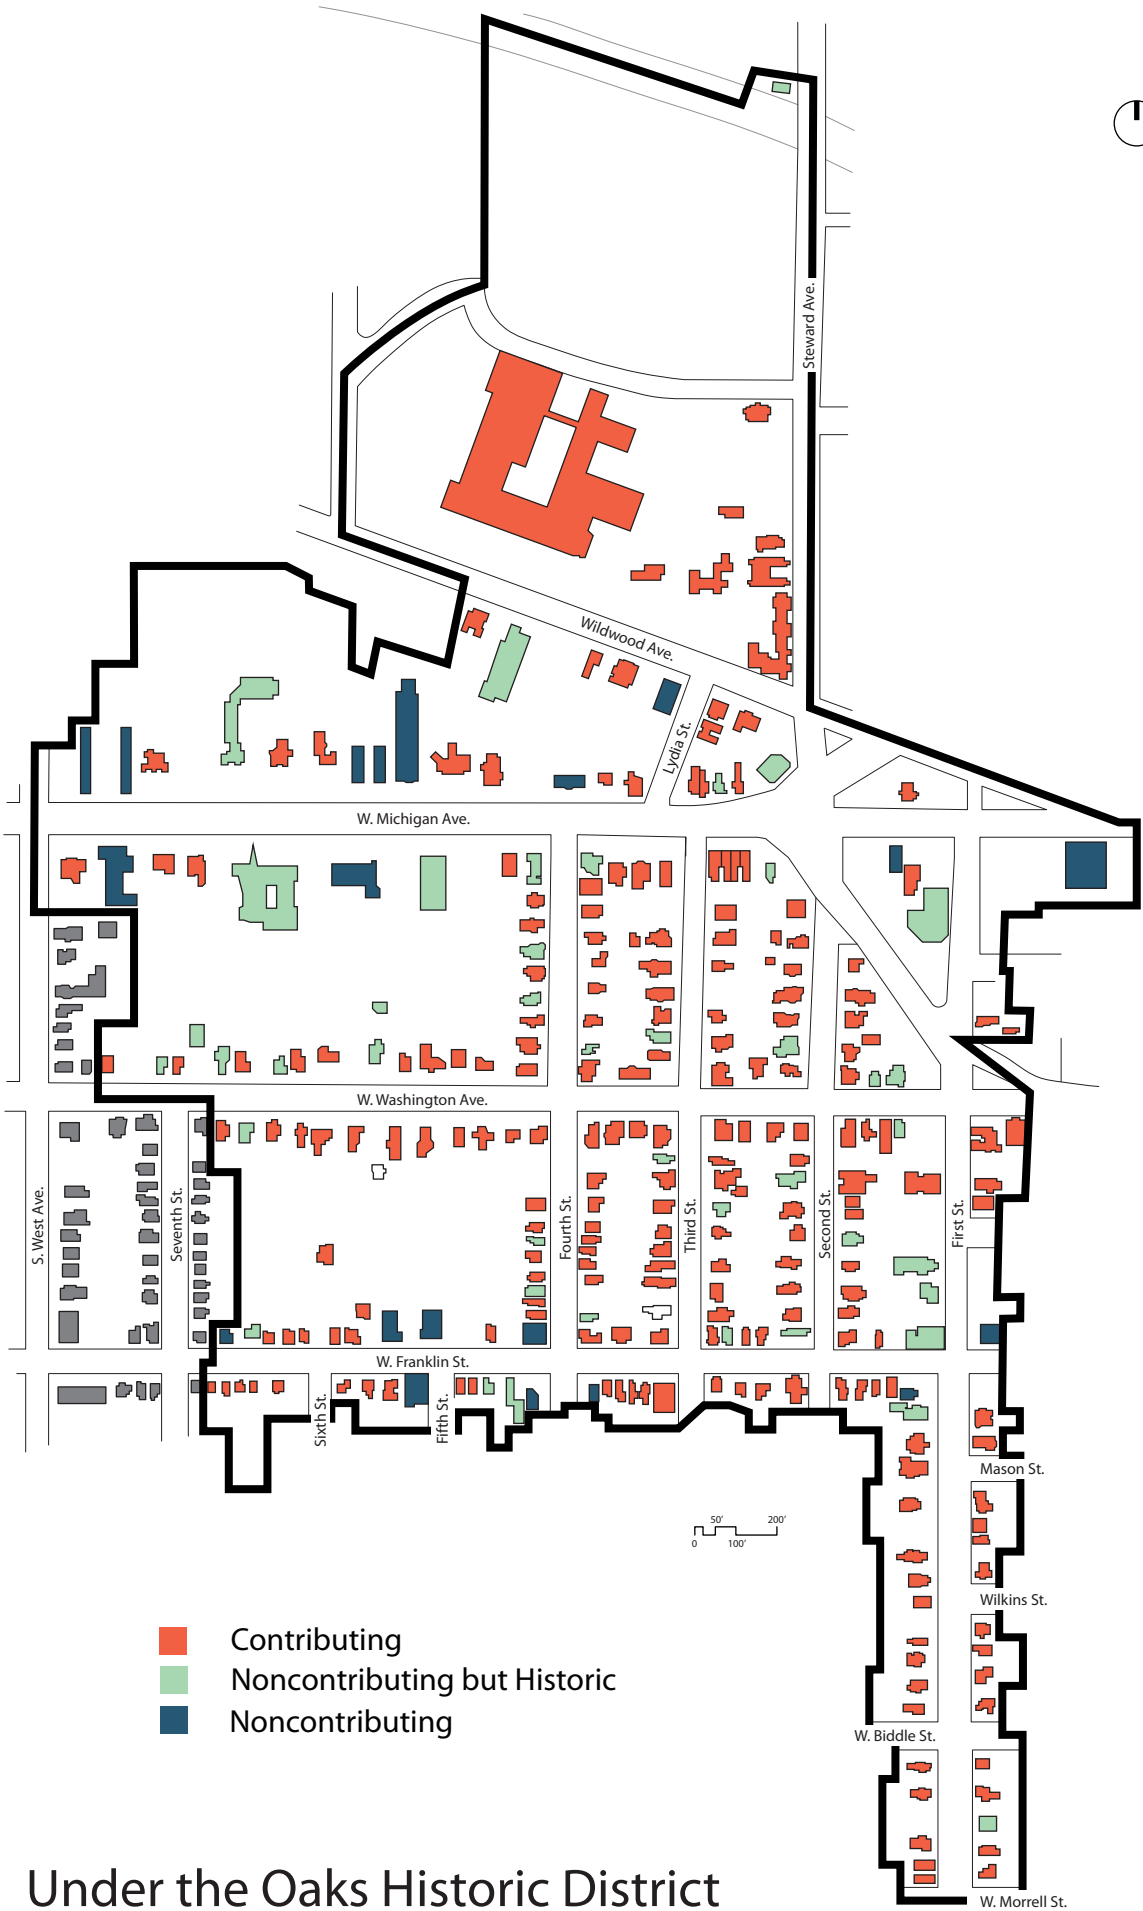 Steward Ave.
Wildwood Ave.
Lydia St.
W. Michigan Ave.
W. Washington Ave.
S. West Ave.
Seventh St.
Fourth St.
Third St.
Second St.
First St.
W. Franklin St.
Sixth St.
Fifth St.
Mason St.
50' 200'
0 100'
Wilkins St.
Contributing
Noncontributing but Historic
Noncontributing
W. Biddle St.
Under the Oaks Historic District
W. Morrell St.